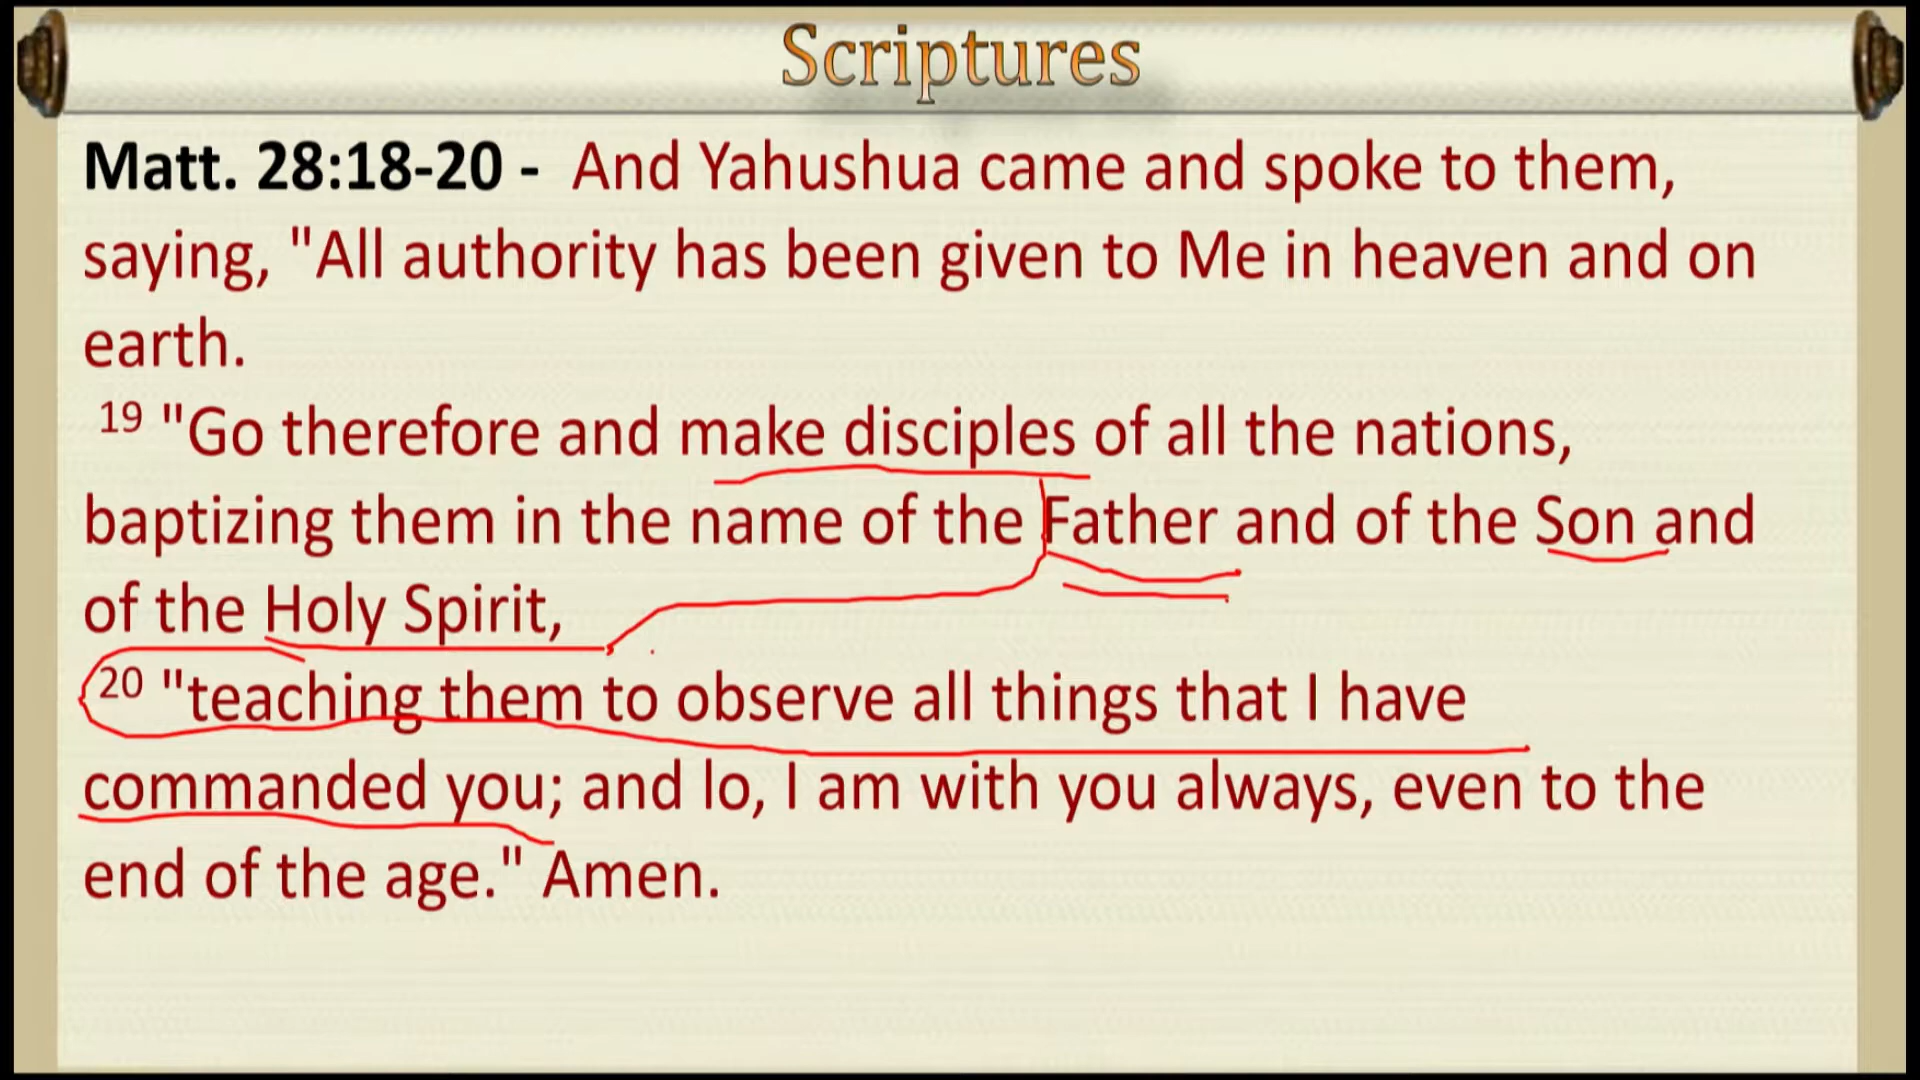 Scriptures
Matt. 28:18-20 - And Yahushua came and spoke to them,
saying, "All authority has been given to Me in heaven and on
earth.
19 "Go therefore and make disciples of all the nations,
baptizing them in the name of the Father and of the Son and
of the Holy Spirit,
20 "teaching them to observe all things that I have
commanded you; and lo, I am with you always, even to the
end of the age." Amen.